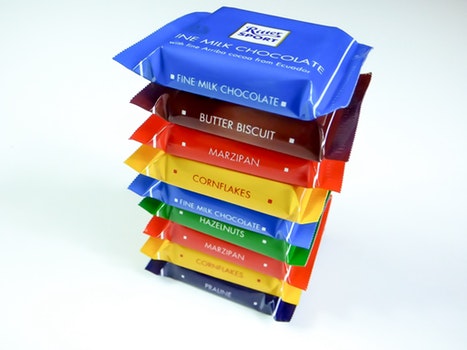 Ritter
SPORT
INE MILK CHOCOLATE
with fine Arriba cocoa from Ecuador
FINE MILK CHOCOLATE
BUTTER BISCUIT
MARZIPAN
CORNFLAKES
FINE MILK CHOCOLATE
HAZELNUTS
MARZIPAN
CORNFLAKES
PRALINE